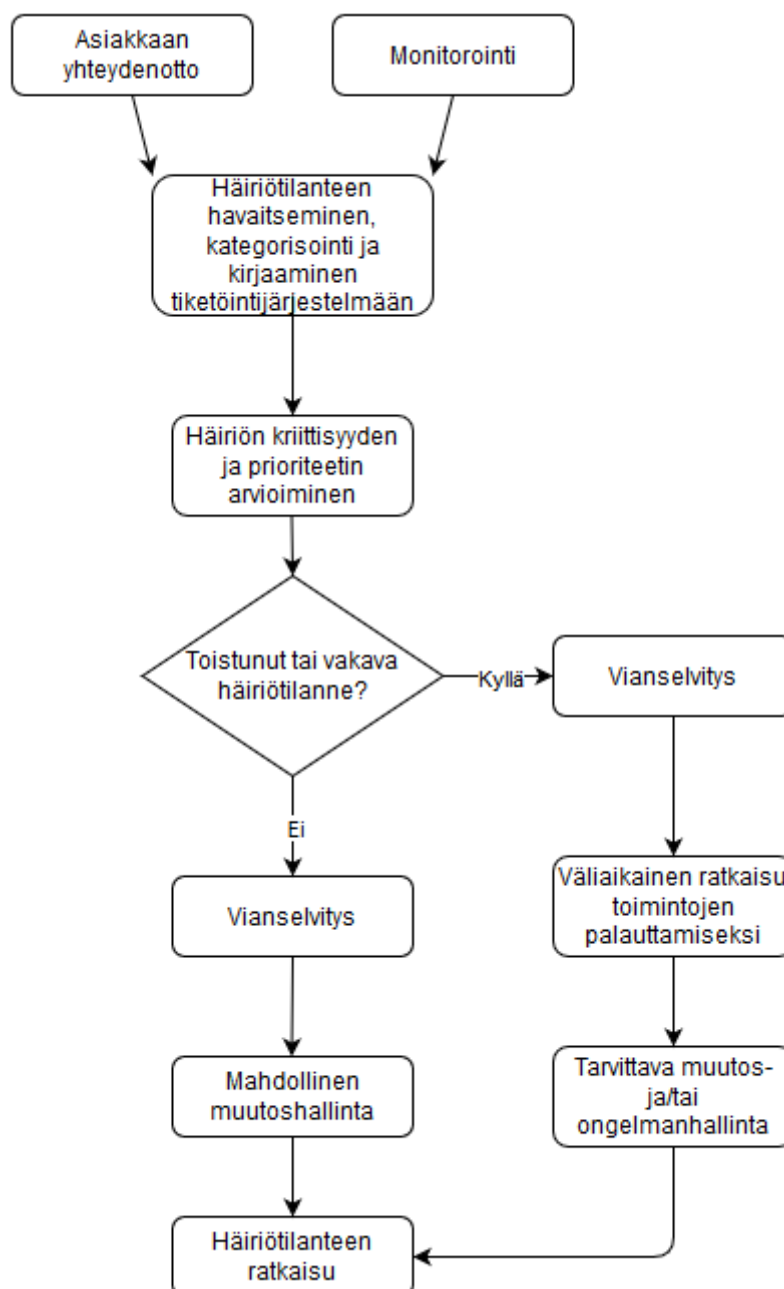 Asiakkaan
yhteydenotto
Monitorointi
Häiriötilanteen
havaitseminen,
kategorisointi ja
kirjaaminen
tiketöintijärjestelmään
Häiriön kriittisyyden
ja prioriteetin
arvioiminen
Toistunut tai vakava
häiriötilanne?
Kyllä
Vianselvitys
Ei
Vianselvitys
Väliaikainen ratkaisu
toimintojen
palauttamiseksi
Mahdollinen
muutoshallinta
Tarvittava muutos-
ja/tai
ongelmanhallinta
Häiriötilanteen
ratkaisu